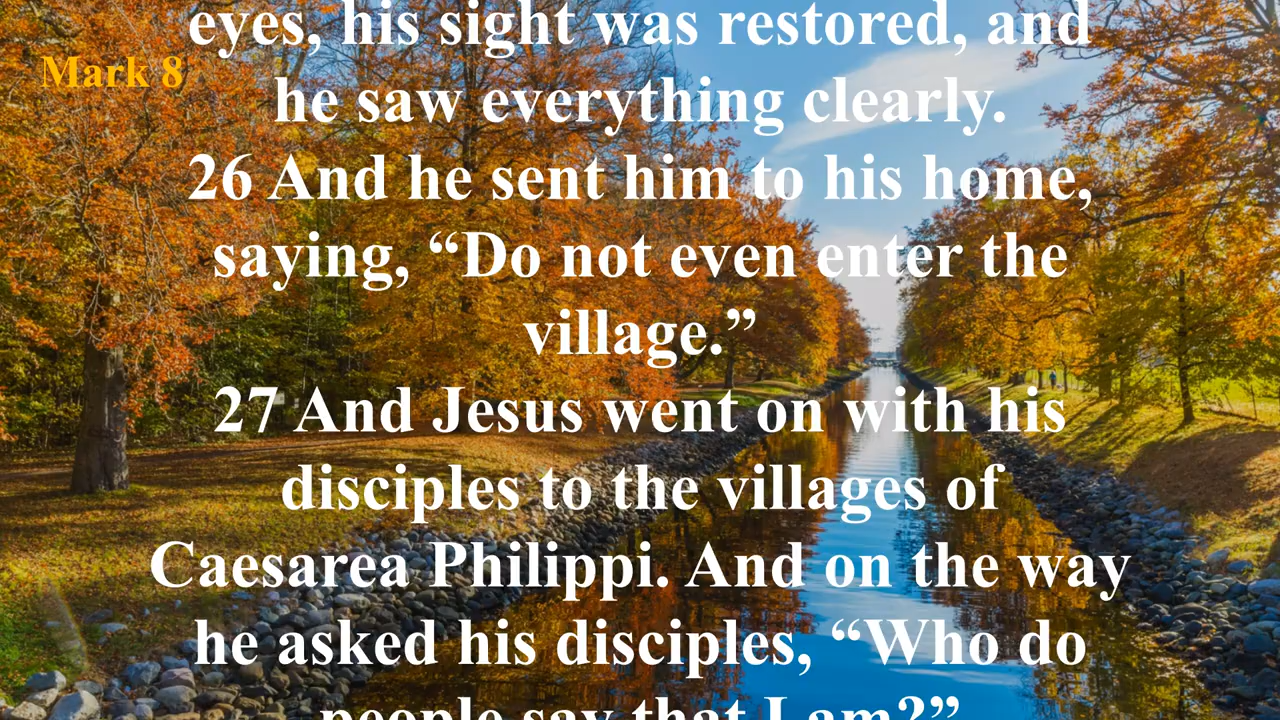 eyes, his sight was restored, and
Mark 8
he saw everything clearly.
26 And he sent him to his home,
saying, “Do not even enter the
village.”
27 And Jesus went on with his
disciples to the villages of
Caesarea Philippi. And on the way
he asked his disciples, “Who do
people say that I am?”